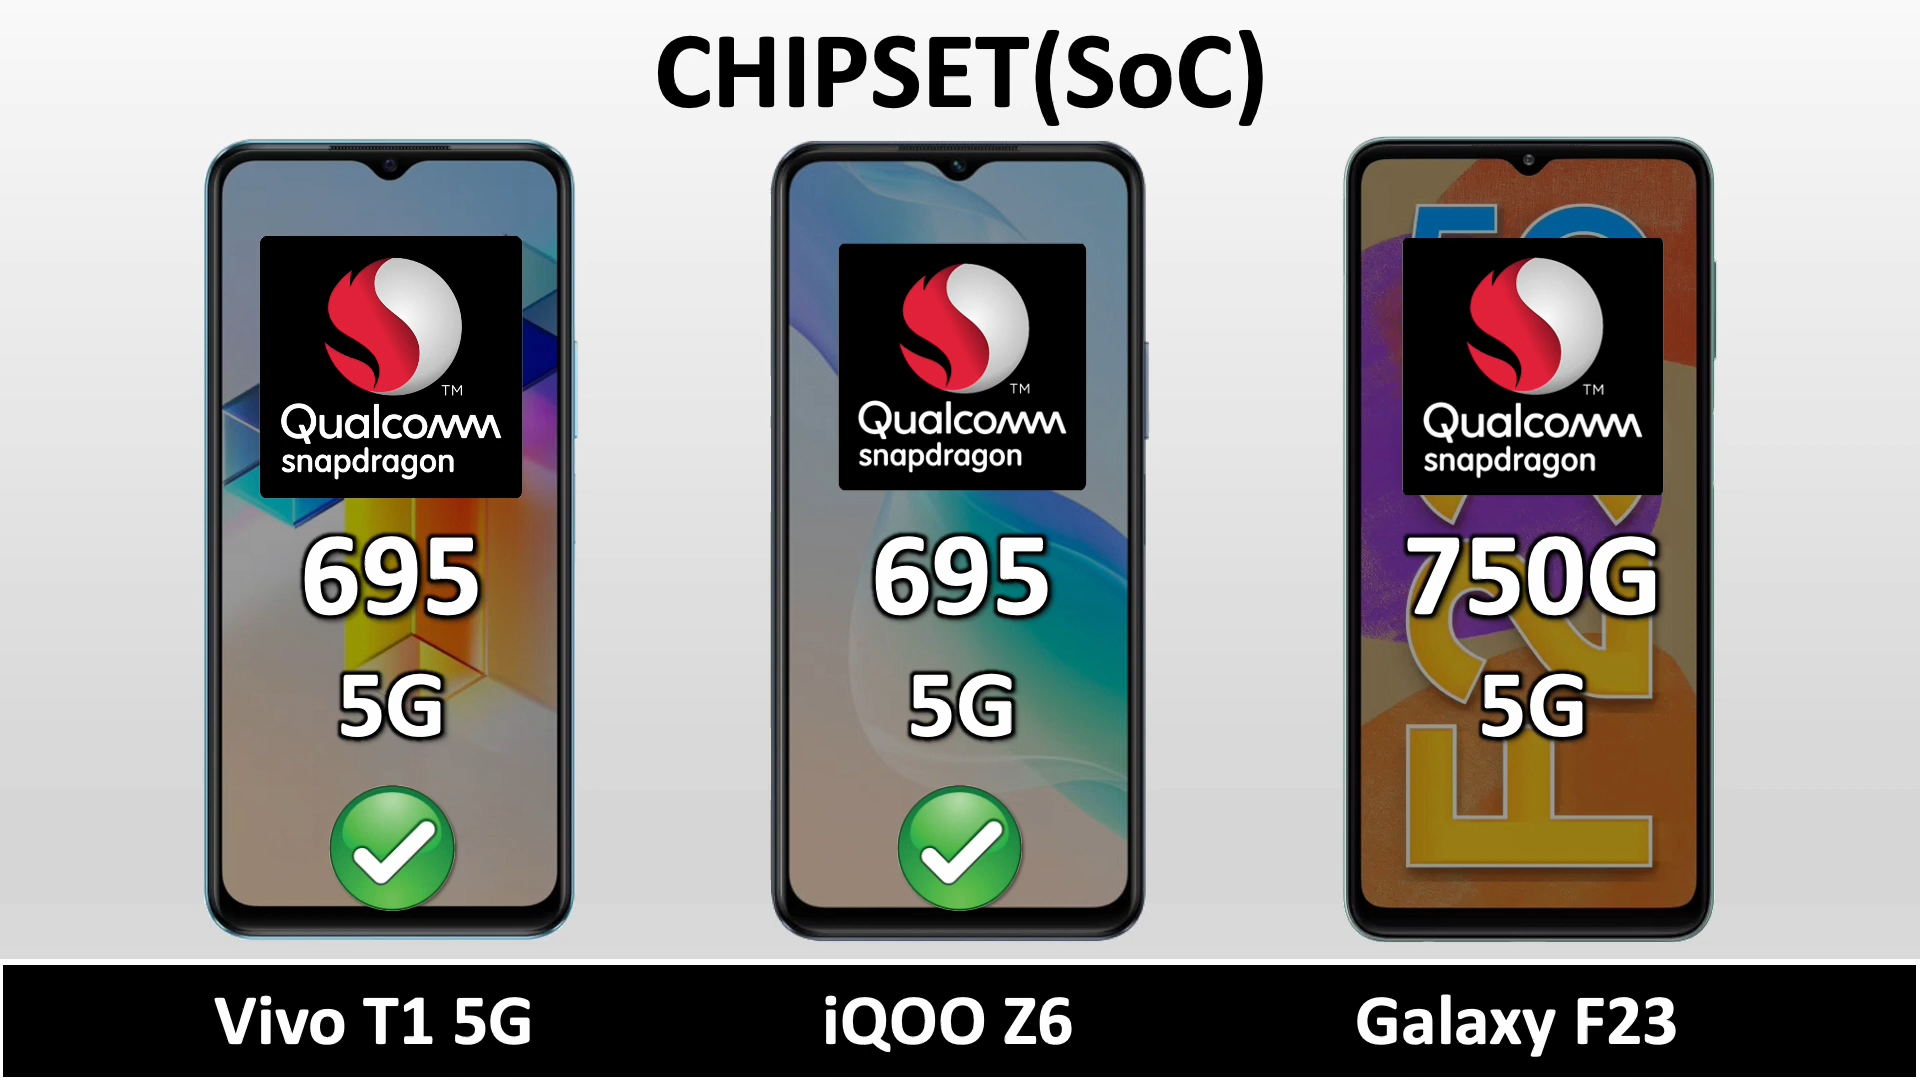 CHIPSET(SoC)
TM
Qualcomm
snapdragon
695
5G
TM
Qualcomm
snapdragon
695
5G
TM
Qualcomm
snapdragon
750G
5G
F23
Vivo T1 5G
iQOO Z6
Galaxy F23